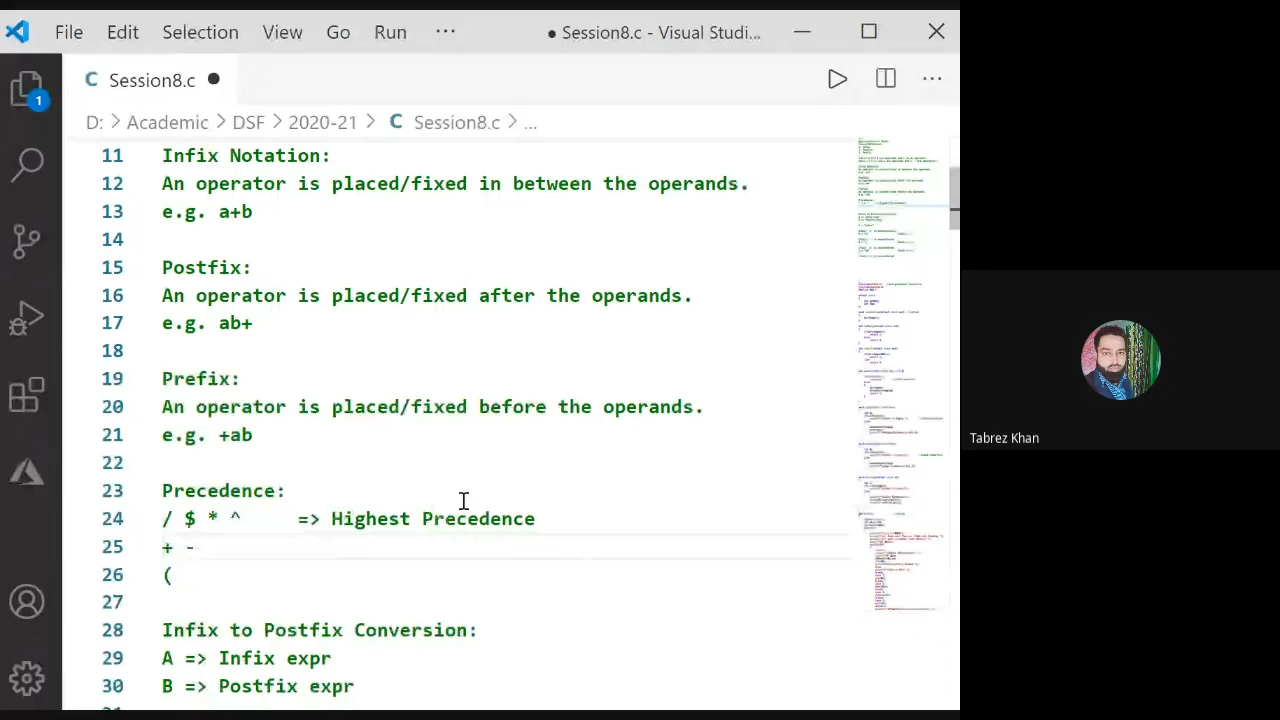 File Edit Selection View Go Run ··· ● Session8.c - Visual Studi...
1
C Session8.c ●
D: > Academic > DSF > 2020-21 > C Session8.c > ...
11 Infix Notation:
12 An operator is placed/fixed in between the operands.
13 e.g. a+b
14
15 Postfix:
16 An operator is placed/fixed after the operands.
17 e.g. ab+
18
19 Prefix:
20 An operator is placed/fixed before the operands.
21 e.g. +ab
22
23 Precedence:
24 / $ * ^ => Highest Precedence
25 + -
26 (
27
28 Infix to Postfix Conversion:
29 A => Infix expr
30 B => Postfix expr
Tabrez Khan